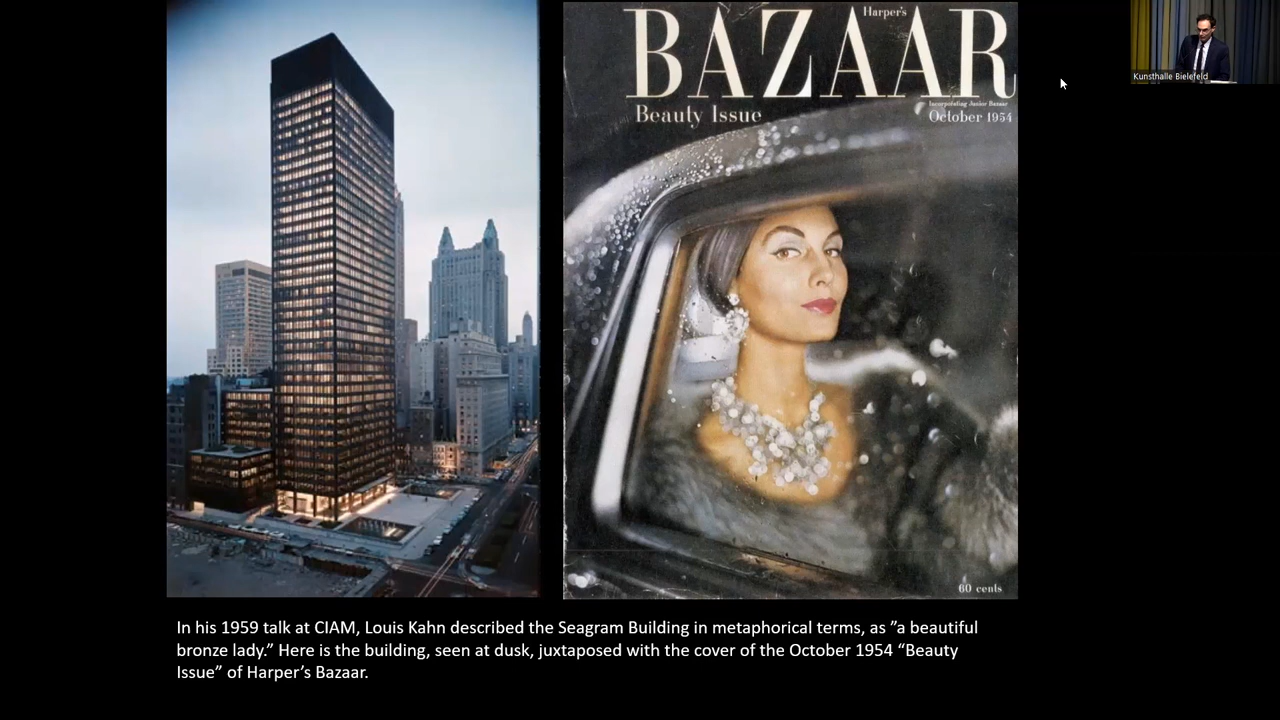 Harper's
BAZAAR
Beauty Issue
Incorporating Junior Bazaar
October 1954
60 cents
Kunsthalle Bielefeld
In his 1959 talk at CIAM, Louis Kahn described the Seagram Building in metaphorical terms, as ”a beautiful
bronze lady.” Here is the building, seen at dusk, juxtaposed with the cover of the October 1954 “Beauty
Issue” of Harper’s Bazaar.